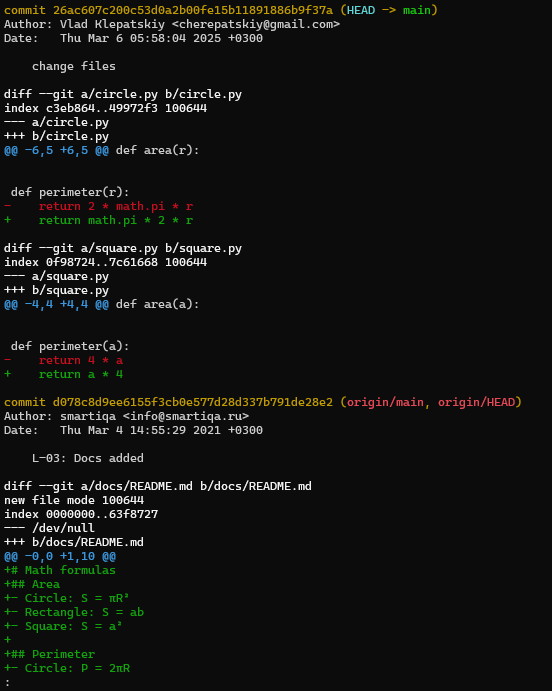 commit 26ac607c200c53d0a2b00fe15b11891886b9f37a (HEAD -> main)
Author: Vlad Klepatskiy <cherepatskiy@gmail.com>
Date:   Thu Mar 6 05:58:04 2025 +0300

    change files

diff --git a/circle.py b/circle.py
index c3eb864..49972f3 100644
--- a/circle.py
+++ b/circle.py
@@ -6,5 +6,5 @@ def area(r):


 def perimeter(r):
-    return 2 * math.pi * r
+    return math.pi * 2 * r

diff --git a/square.py b/square.py
index 0f98724..7c61668 100644
--- a/square.py
+++ b/square.py
@@ -4,4 +4,4 @@ def area(a):


 def perimeter(a):
-    return 4 * a
+    return a * 4

commit d078c8d9ee6155f3cb0e577d28d337b791de28e2 (origin/main, origin/HEAD)
Author: smartiqa <info@smartiqa.ru>
Date:   Thu Mar 4 14:55:29 2021 +0300

    L-03: Docs added

diff --git a/docs/README.md b/docs/README.md
new file mode 100644
index 0000000..63f8727
--- /dev/null
+++ b/docs/README.md
@@ -0,0 +1,10 @@
+# Math formulas
+## Area
+- Circle: S = πR²
+- Rectangle: S = ab
+- Square: S = a²
+
+## Perimeter
+- Circle: P = 2πR
: